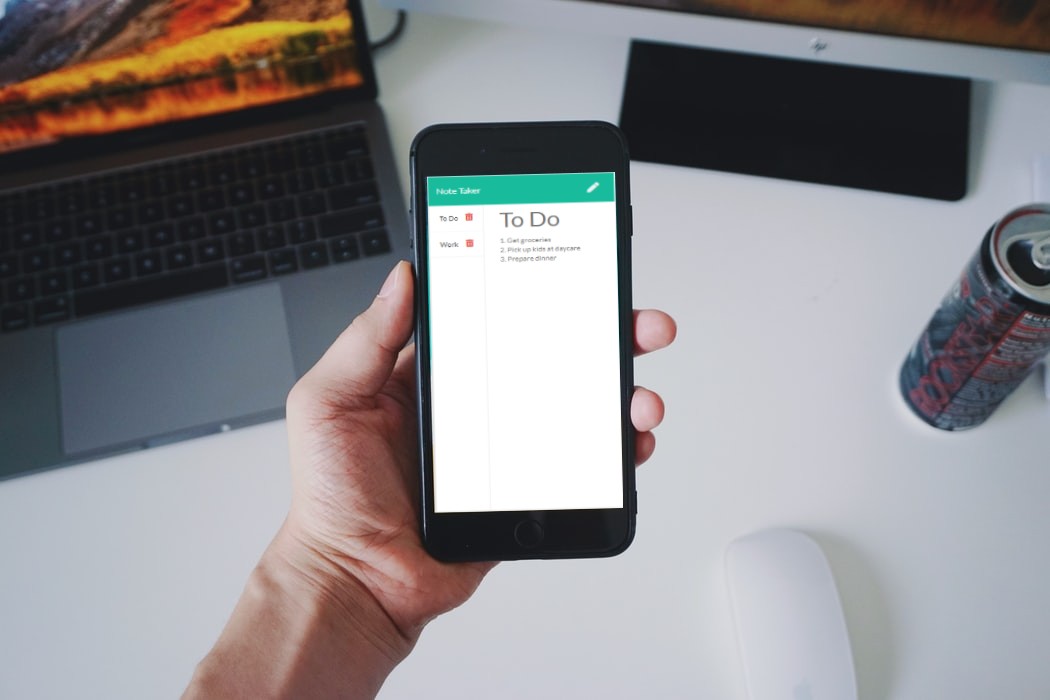 Note Taker
To Do
Work
To Do
1. Get groceries
2. Pick up kids at daycare
3. Prepare dinner
hp